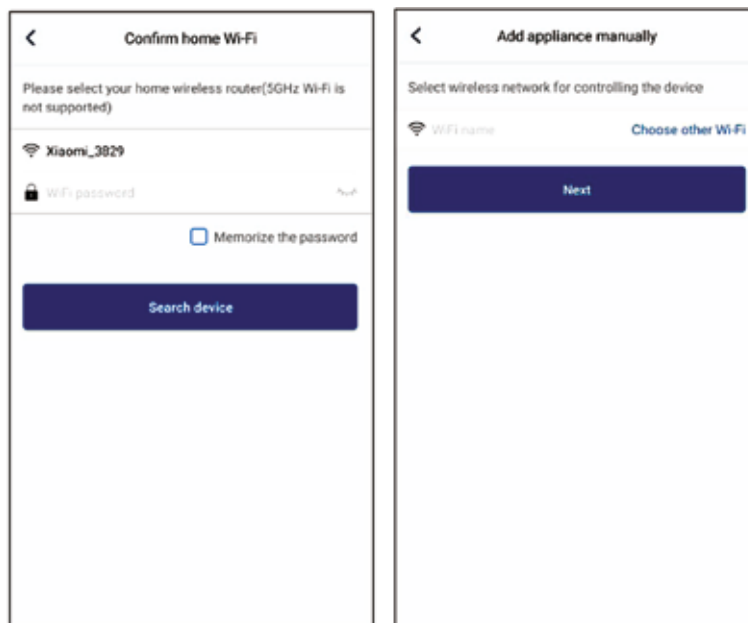 Confirm home Wi-Fi
Please select your home wireless router(5GHz Wi-Fi is
not supported)
Xiaomi_3829
WiFi password
Memorize the password
Search device
Add appliance manually
Select wireless network for controlling the device
WiFi name
Choose other Wi-Fi
Next